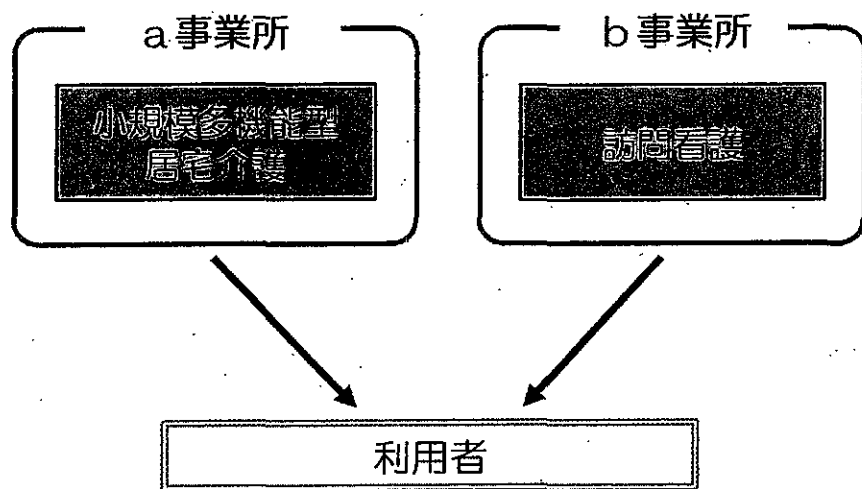 a事業所
小規模多機能型
居宅介護
b事業所
訪問看護
利用者